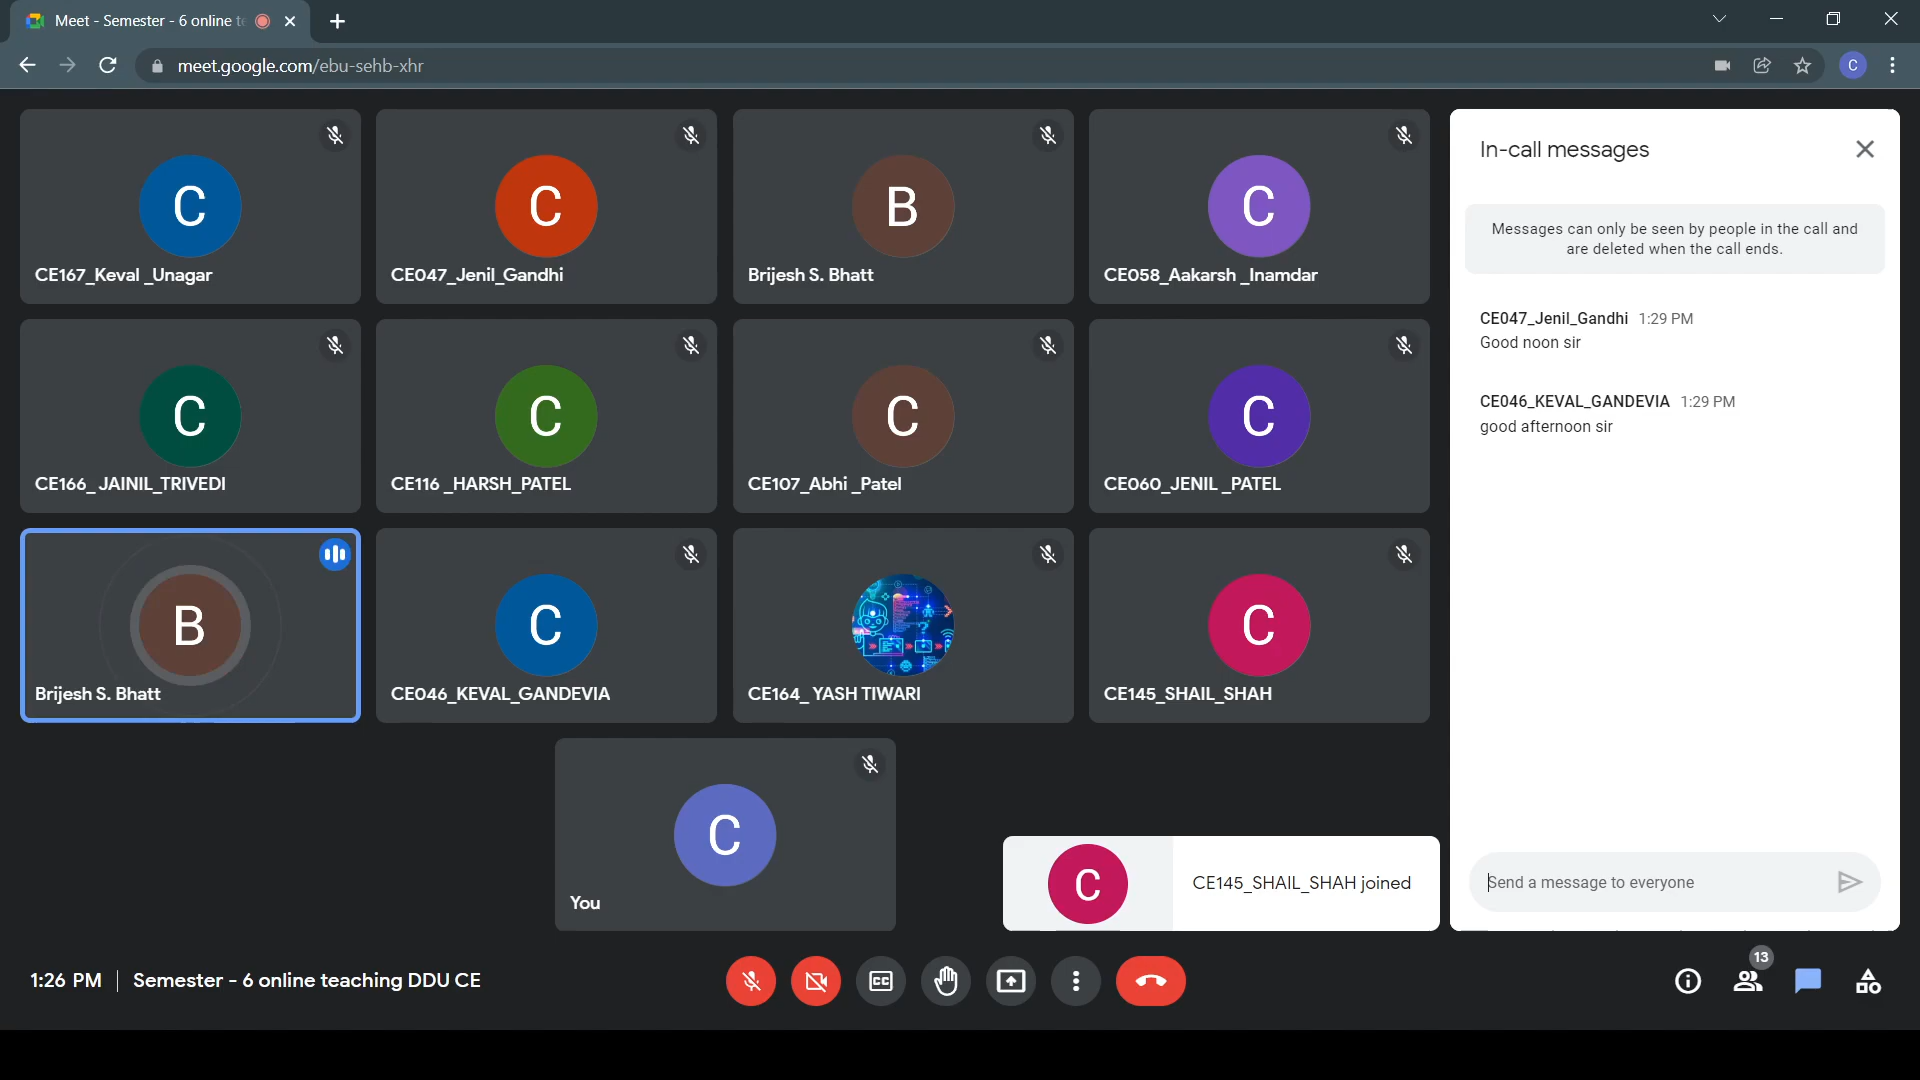 Meet - Semester - 6 online te
meet.google.com/ebu-sehb-xhr
C
C
CE167_Keval _Unagar
C
CE047_Jenil_Gandhi
B
Brijesh S. Bhatt
C
CE058_Aakarsh _Inamdar
C
CE166_ JAINIL_TRIVEDI
C
CE116 _HARSH_PATEL
C
CE107_Abhi _Patel
C
CE060_JENIL _PATEL
B
Brijesh S. Bhatt
C
CE046_KEVAL_GANDEVIA
CE164_ YASH TIWARI
C
CE145_SHAIL_SHAH
C
You
C
CE145_SHAIL_SHAH joined
In-call messages
Messages can only be seen by people in the call and
are deleted when the call ends.
CE047_Jenil_Gandhi 1:29 PM
Good noon sir
CE046_KEVAL_GANDEVIA 1:29 PM
good afternoon sir
Send a message to everyone
1:26 PM | Semester - 6 online teaching DDU CE
CC
13